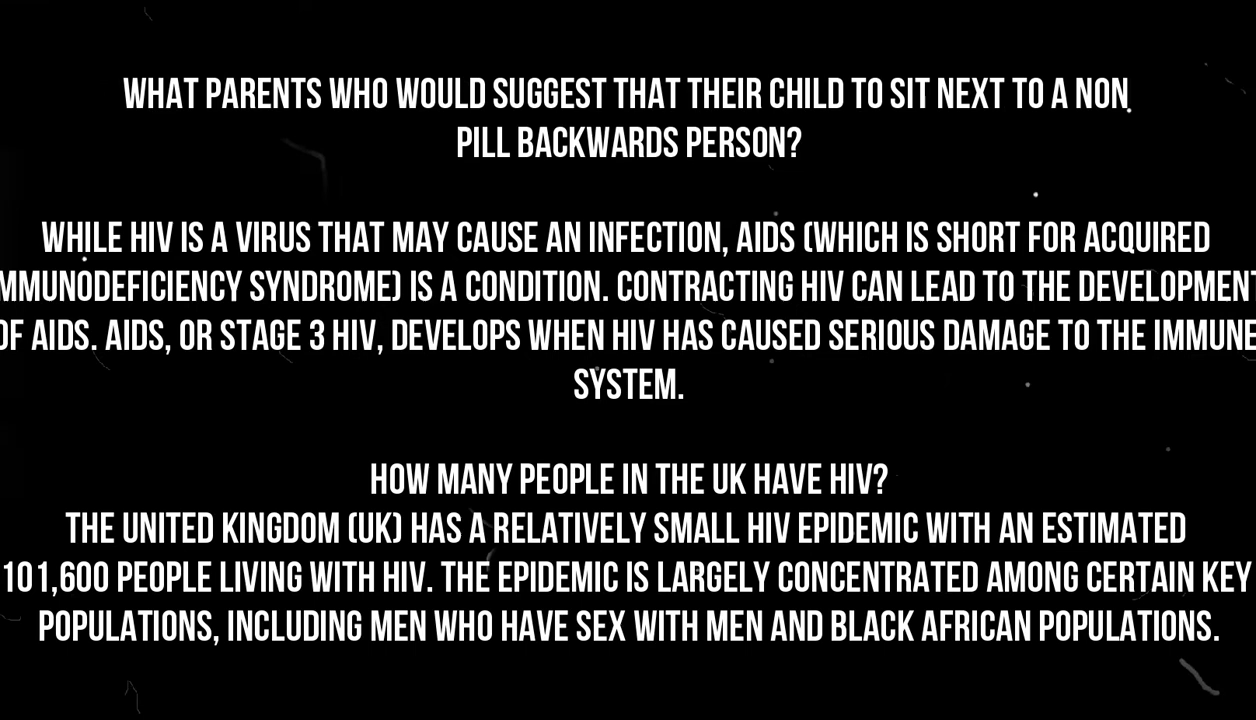 WHAT PARENTS WHO WOULD SUGGEST THAT THEIR CHILD TO SIT NEXT TO A NON
PILL BACKWARDS PERSON?
WHILE HIV IS A VIRUS THAT MAY CAUSE AN INFECTION, AIDS (WHICH IS SHORT FOR ACQUIRED
MMUNODEFICIENCY SYNDROME) IS A CONDITION. CONTRACTING HIV CAN LEAD TO THE DEVELOPMENT
OF AIDS. AIDS, OR STAGE 3 HIV, DEVELOPS WHEN HIV HAS CAUSED SERIOUS DAMAGE TO THE IMMUNE
SYSTEM.
HOW MANY PEOPLE IN THE UK HAVE HIV?
THE UNITED KINGDOM (UK) HAS A RELATIVELY SMALL HIV EPIDEMIC WITH AN ESTIMATED
101,600 PEOPLE LIVING WITH HIV. THE EPIDEMIC IS LARGELY CONCENTRATED AMONG CERTAIN KEY
POPULATIONS, INCLUDING MEN WHO HAVE SEX WITH MEN AND BLACK AFRICAN POPULATIONS.